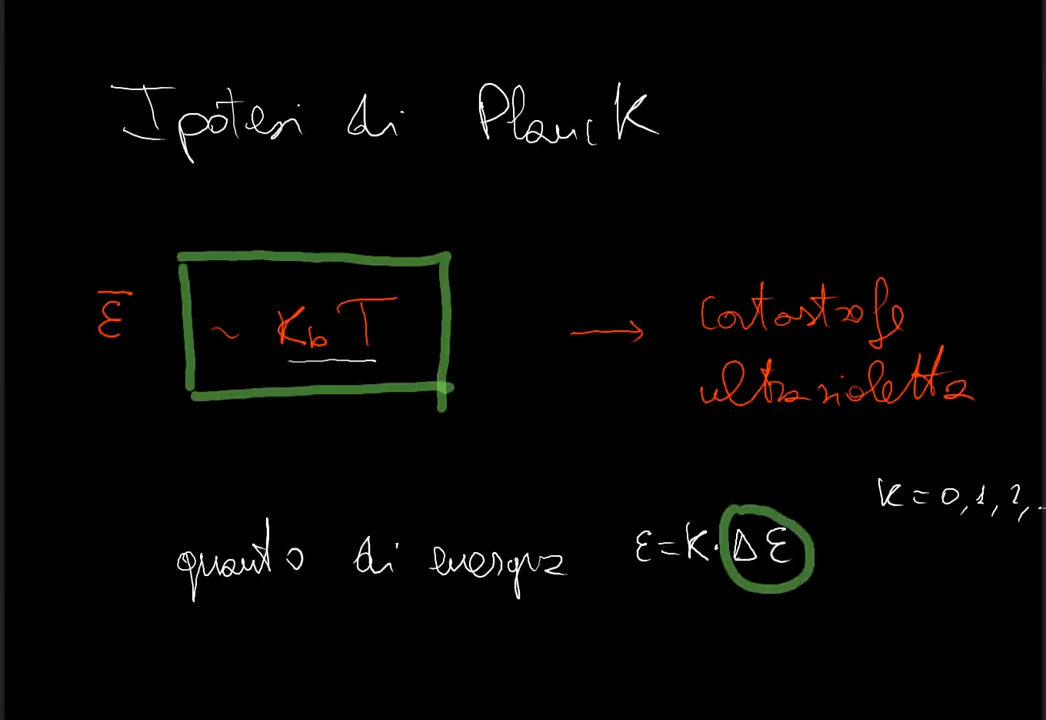 Ipotesi di Planck
ε̅ ~ K_b T → catastrofe
ultravioletta
K = 0, 1, 2, .
quanto di energia ε = K · Δε